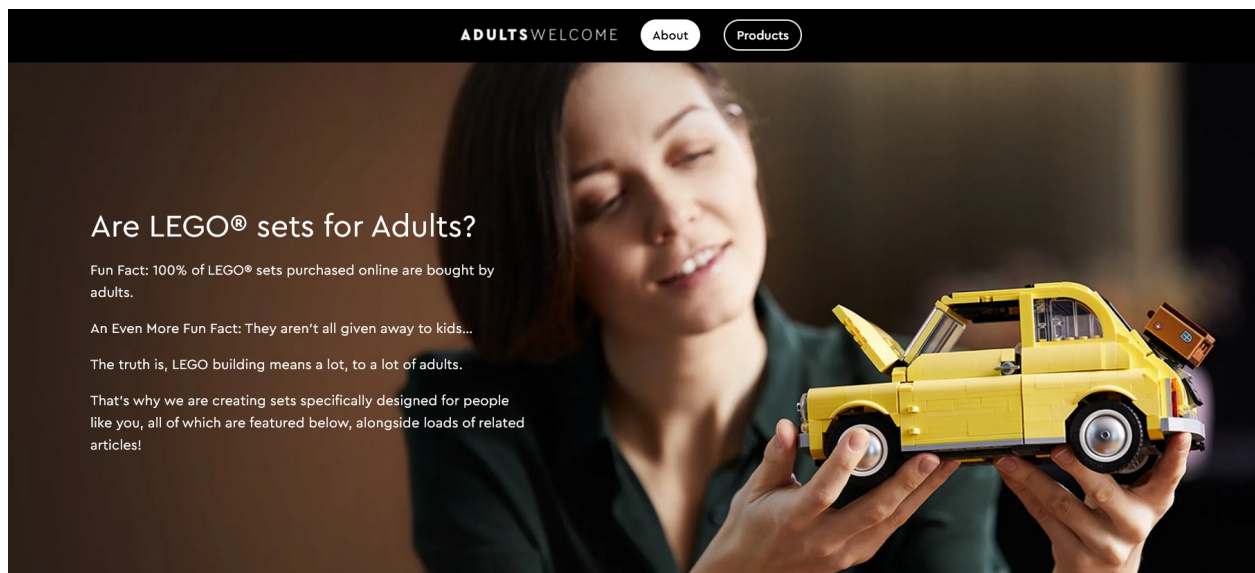 ADULTSWELCOME About Products
Are LEGO® sets for Adults?
Fun Fact: 100% of LEGO® sets purchased online are bought by
adults.
An Even More Fun Fact: They aren't all given away to kids...
The truth is, LEGO building means a lot, to a lot of adults.
That's why we are creating sets specifically designed for people
like you, all of which are featured below, alongside loads of related
articles!